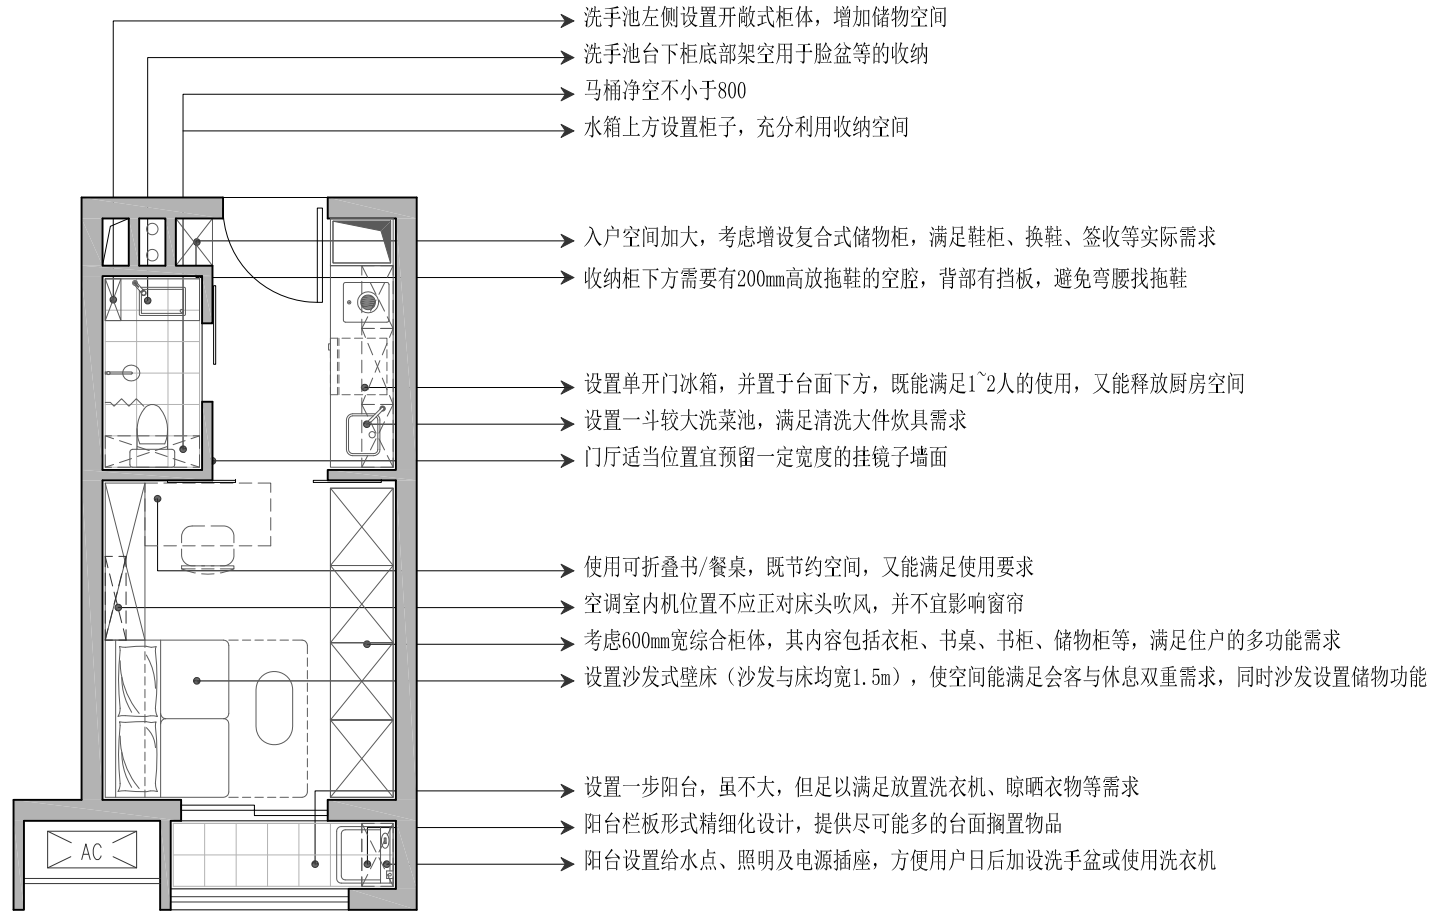 洗手池左侧设置开敞式柜体，增加储物空间
洗手池台下柜底部架空用于脸盆等的收纳
马桶净空不小于800
水箱上方设置柜子，充分利用收纳空间
入户空间加大，考虑增设复合式储物柜，满足鞋柜、换鞋、签收等实际需求
收纳柜下方需要有200mm高放拖鞋的空腔，背部有挡板，避免弯腰找拖鞋
设置单开门冰箱，并置于台面下方，既能满足1~2人的使用，又能释放厨房空间
设置一斗较大洗菜池，满足清洗大件炊具需求
门厅适当位置宜预留一定宽度的挂镜子墙面
使用可折叠书/餐桌，既节约空间，又能满足使用要求
空调室内机位置不应正对床头吹风，并不宜影响窗帘
考虑600mm宽综合柜体，其内容包括衣柜、书桌、书柜、储物柜等，满足住户的多功能需求
设置沙发式壁床（沙发与床均宽1.5m），使空间能满足会客与休息双重需求，同时沙发设置储物功能
设置一步阳台，虽不大，但足以满足放置洗衣机、晾晒衣物等需求
阳台栏板形式精细化设计，提供尽可能多的台面搁置物品
阳台设置给水点、照明及电源插座，方便用户日后加设洗手盆或使用洗衣机
AC